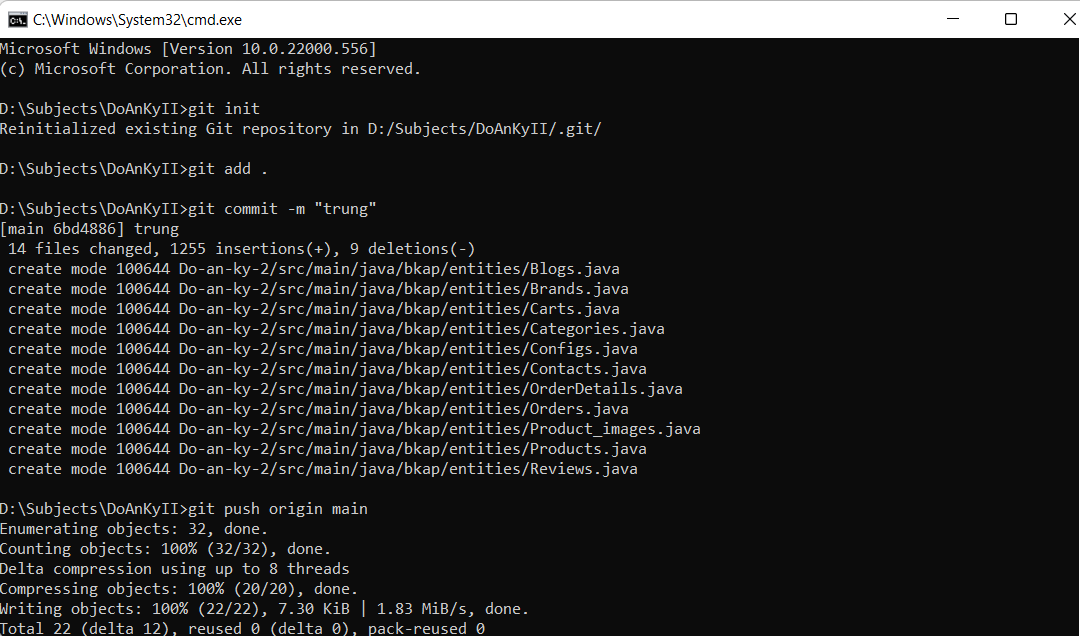 C:\Windows\System32\cmd.exe
Microsoft Windows [Version 10.0.22000.556]
(c) Microsoft Corporation. All rights reserved.
D:\Subjects\DoAnKyII>git init
Reinitialized existing Git repository in D:/Subjects/DoAnKyII/.git/
D:\Subjects\DoAnKyII>git add .
D:\Subjects\DoAnKyII>git commit -m "trung"
[main 6bd4886] trung
14 files changed, 1255 insertions(+), 9 deletions(-)
create mode 100644 Do-an-ky-2/src/main/java/bkap/entities/Blogs.java
create mode 100644 Do-an-ky-2/src/main/java/bkap/entities/Brands.java
create mode 100644 Do-an-ky-2/src/main/java/bkap/entities/Carts.java
create mode 100644 Do-an-ky-2/src/main/java/bkap/entities/Categories.java
create mode 100644 Do-an-ky-2/src/main/java/bkap/entities/Configs.java
create mode 100644 Do-an-ky-2/src/main/java/bkap/entities/Contacts.java
create mode 100644 Do-an-ky-2/src/main/java/bkap/entities/OrderDetails.java
create mode 100644 Do-an-ky-2/src/main/java/bkap/entities/Orders.java
create mode 100644 Do-an-ky-2/src/main/java/bkap/entities/Product_images.java
create mode 100644 Do-an-ky-2/src/main/java/bkap/entities/Products.java
create mode 100644 Do-an-ky-2/src/main/java/bkap/entities/Reviews.java
D:\Subjects\DoAnKyII>git push origin main
Enumerating objects: 32, done.
Counting objects: 100% (32/32), done.
Delta compression using up to 8 threads
Compressing objects: 100% (20/20), done.
Writing objects: 100% (22/22), 7.30 KiB | 1.83 MiB/s, done.
Total 22 (delta 12), reused 0 (delta 0), pack-reused 0